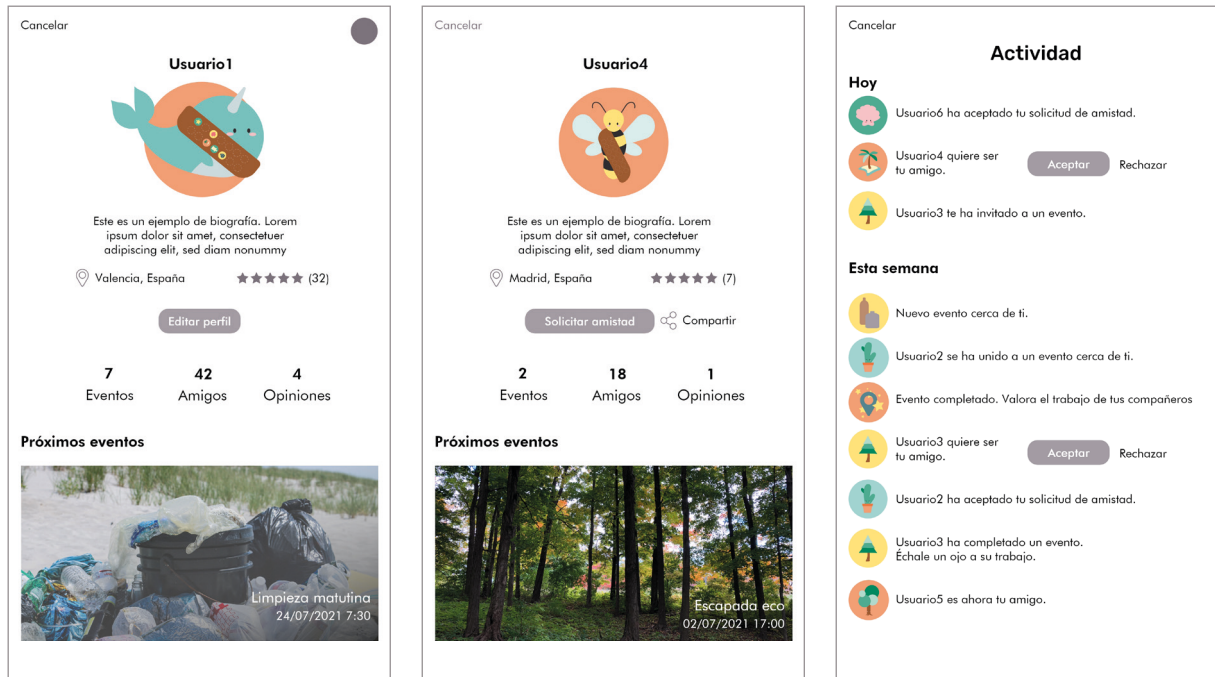 Cancelar
Usuario1
Este es un ejemplo de biografía. Lorem
ipsum dolor sit amet, consectetuer
adipiscing elit, sed diam nonummy
Valencia, España
(32)
Editar perfil
7 42 4
Eventos Amigos Opiniones
Próximos eventos
Limpieza matutina
24/07/2021 7:30
Cancelar
Usuario4
Este es un ejemplo de biografía. Lorem
ipsum dolor sit amet, consectetuer
adipiscing elit, sed diam nonummy
Madrid, España
(7)
Solicitar amistad
Compartir
2 18 1
Eventos Amigos Opiniones
Próximos eventos
Escapada eco
02/07/2021 17:00
Cancelar
Actividad
Hoy
Usuario6 ha aceptado tu solicitud de amistad.
Usuario4 quiere ser
tu amigo.
Aceptar
Rechazar
Usuario3 te ha invitado a un evento.
Esta semana
Nuevo evento cerca de ti.
Usuario2 se ha unido a un evento cerca de ti.
Evento completado. Valora el trabajo de tus compañeros
Usuario3 quiere ser
tu amigo.
Aceptar
Rechazar
Usuario2 ha aceptado tu solicitud de amistad.
Usuario3 ha completado un evento.
Échale un ojo a su trabajo.
Usuario5 es ahora tu amigo.